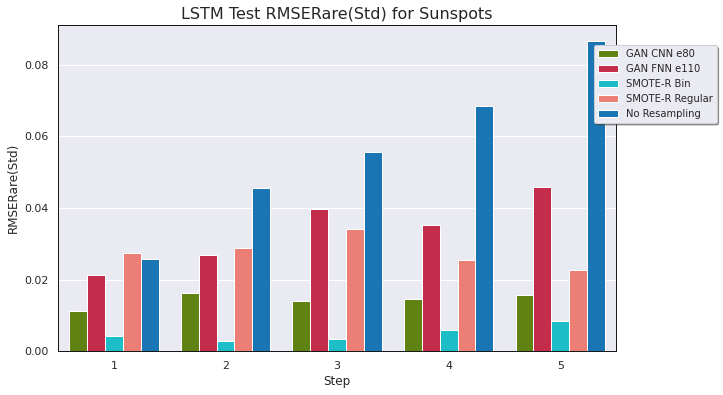 LSTM Test RMSERare(Std) for Sunspots
GAN CNN e80
GAN FNN e110
SMOTE-R Bin
SMOTE-R Regular
No Resampling
RMSERare(Std)
0.08
0.06
0.04
0.02
0.00
1 2 3 4 5
Step